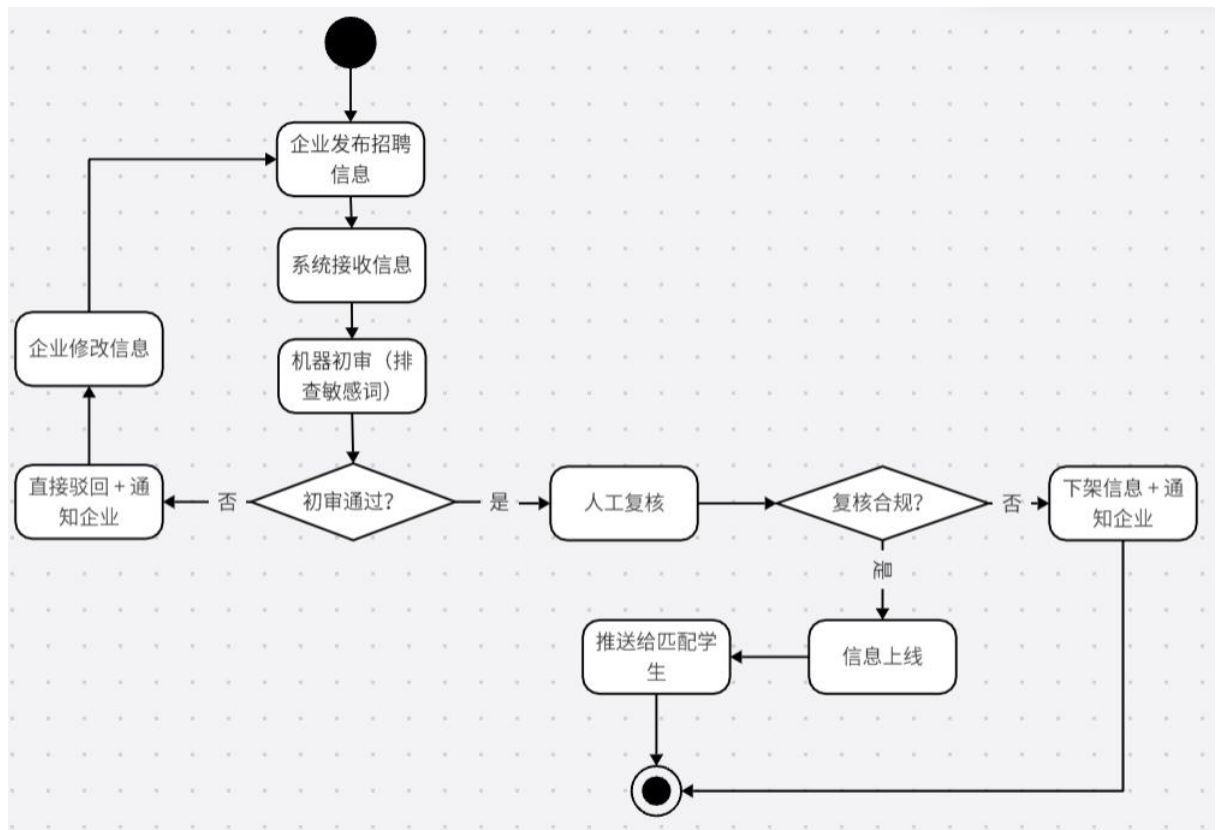 企业发布招聘
信息
系统接收信息
企业修改信息
机器初审（排
查敏感词）
直接驳回 + 通
知企业
否
初审通过?
是
人工复核
复核合规?
否
下架信息 + 通
知企业
是
推送给匹配学
生
信息上线